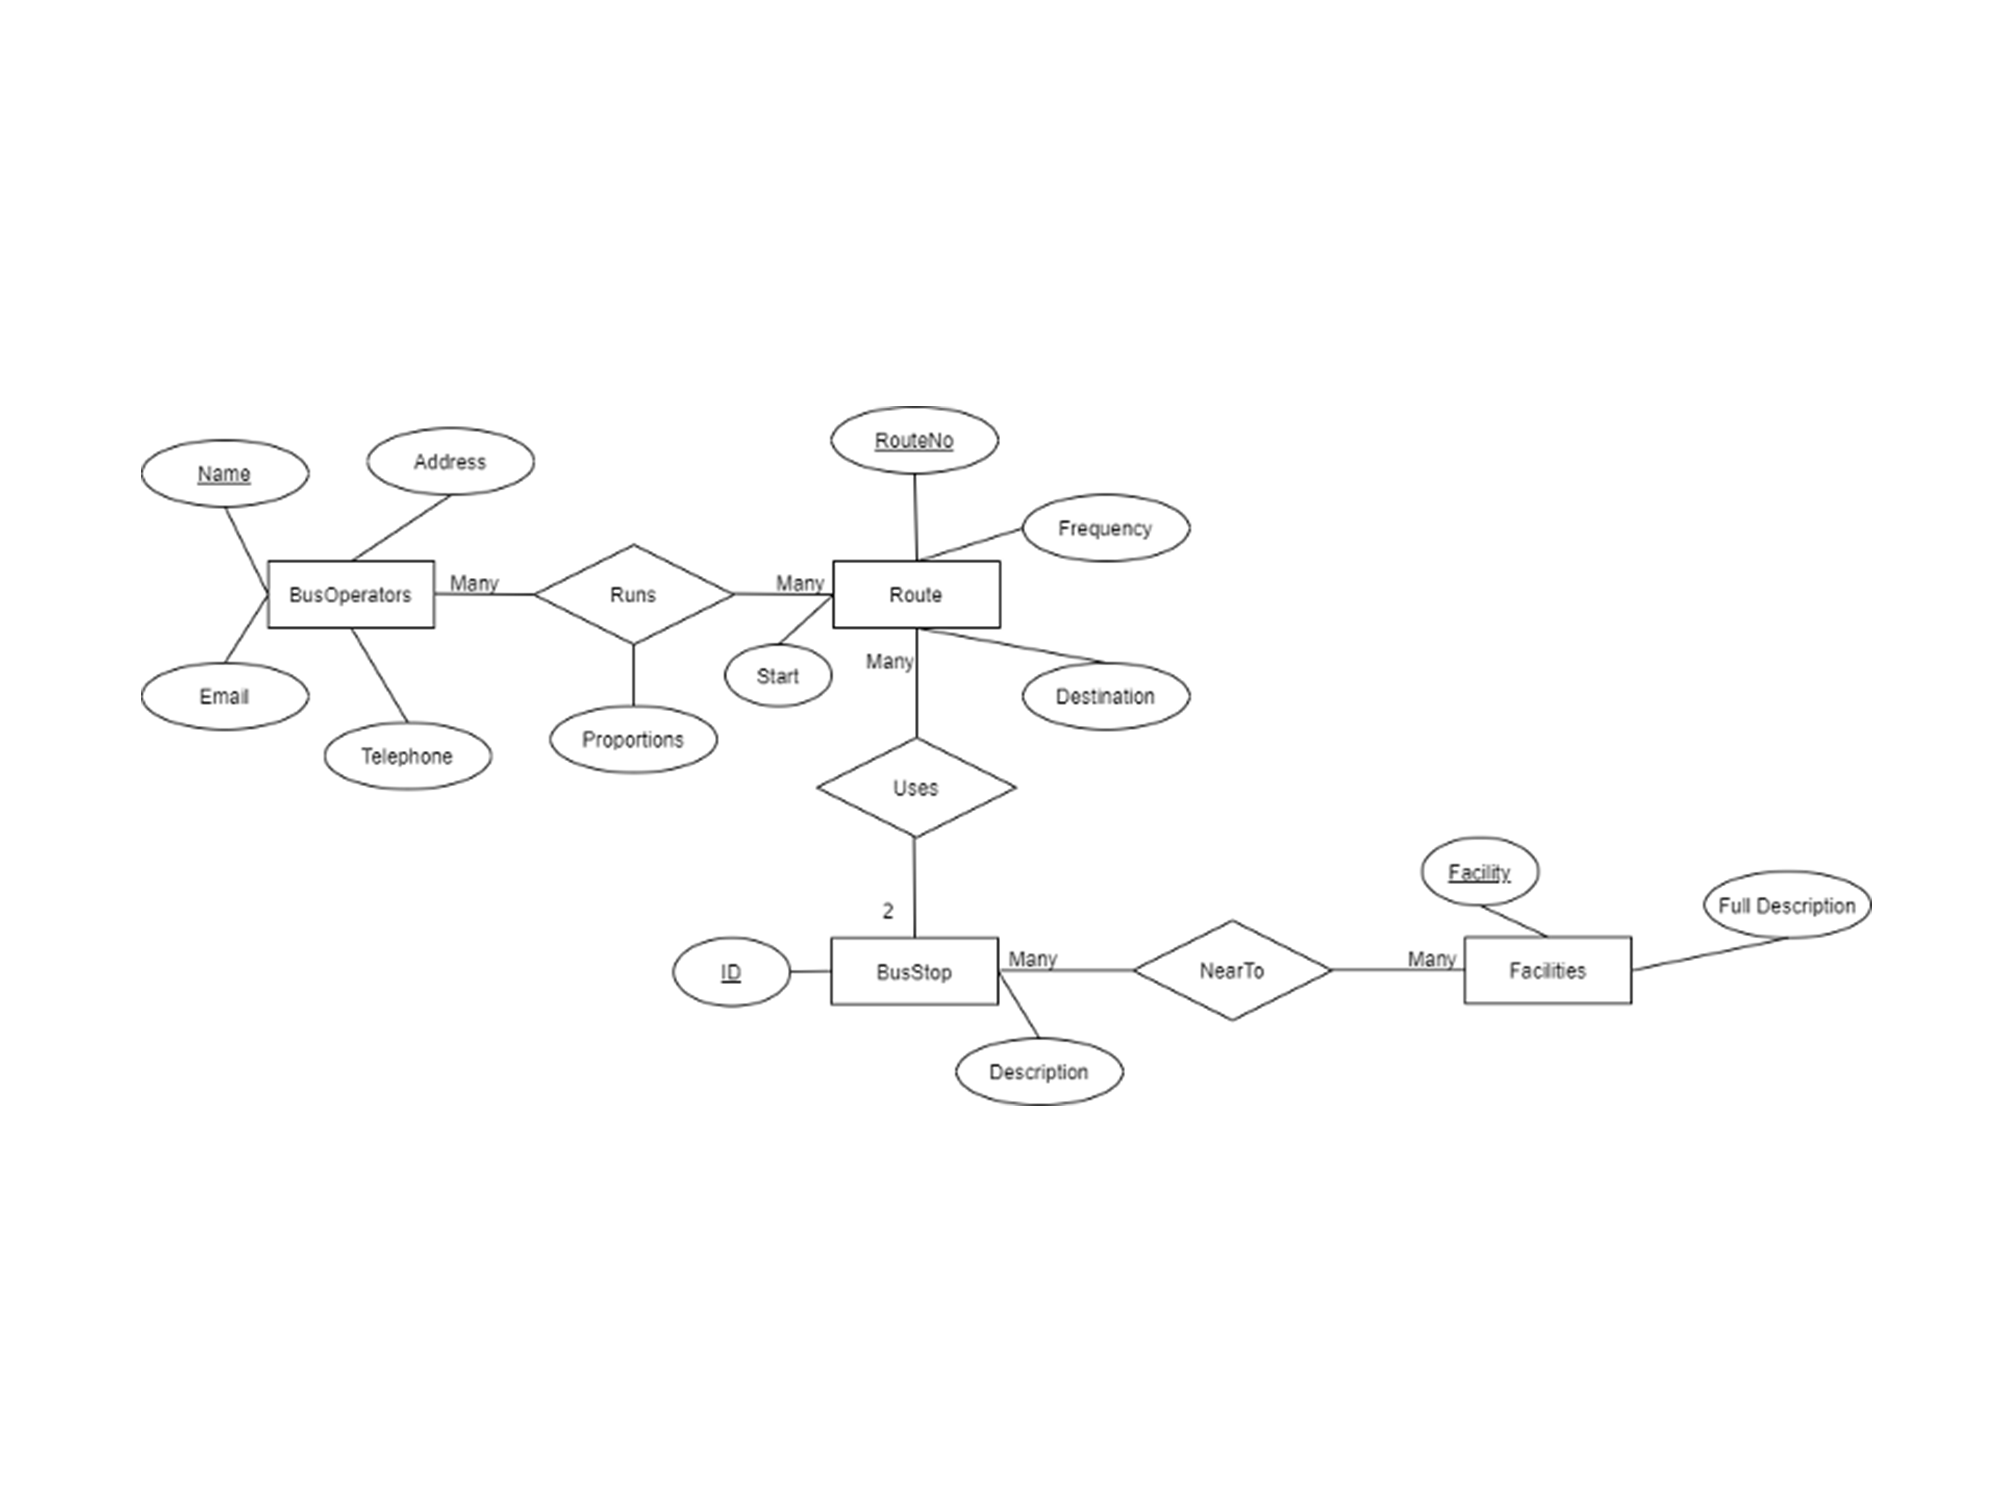 RouteNo
Address
Name
Frequency
BusOperators
Many
Runs
Many
Route
Many
Start
Email
Destination
Proportions
Telephone
Uses
Facility
Full Description
2
ID
BusStop
Many
NearTo
Many
Facilities
Description